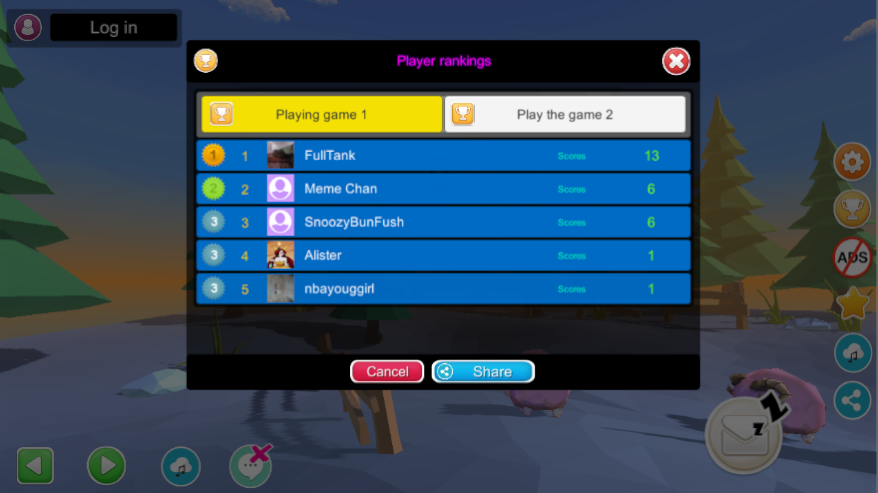 Log in
Player rankings
Playing game 1
Play the game 2
1 1 FullTank Scores 13
2 2 Meme Chan Scores 6
3 3 SnoozyBunFush Scores 6
3 4 Alister Scores 1
3 5 nbayouggirl Scores 1
ADS
Cancel
Share
Z
z